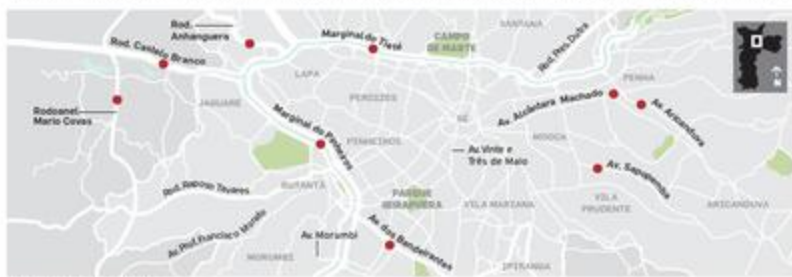 SANTANA
Rod.
Anhanguera
Marginal do Tietê
CAMPO
DE MARTE
Rod. Pres. Dutra
Rod. Castelo Branco
LAPA
PENHA
N
PERDIZES
Av. Alcântara Machado
Av. Aricanduva
Rodoanel
Mario Covas
JAGUARÉ
Marginal do Pinheiros
SÉ
MOOCA
PINHEIROS
Av. Vinte e
Três de Maio
Av. Sapopemba
Rod. Raposo Tavares
BUTANTÃ
PARQUE
IBIRAPUERA
VILA MARIANA
VILA
PRUDENTE
ARICANDUVA
Av. Prof. Francisco Morato
Av. Morumbi
Av. dos Bandeirantes
MORUMBI
IPIRANGA